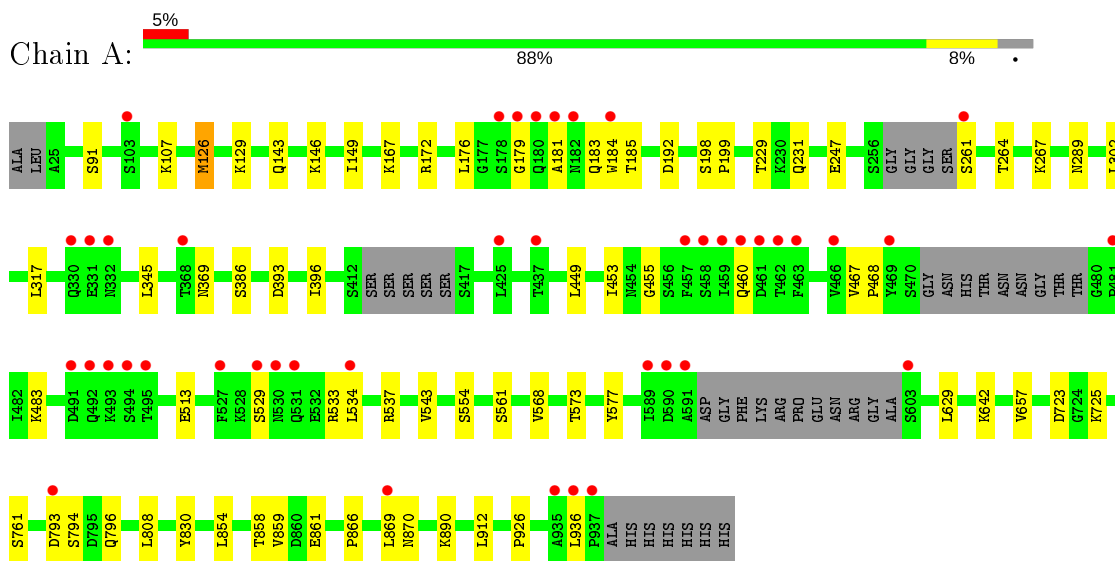 5%
Chain A:
88% 8% .
ALA LEU A25 S91 S103 K107 M126 K129 Q143 K146 I149 K167 R172 L176 G177 S178 G179 Q180 A181 N182 Q183 W184 T185 D192 S198 P199 T229 K230 Q231 E247 S256 GLY GLY GLY SER S261 T264 K267 N289
L317 Q330 E331 N332 L345 T368 N369 S386 D393 I396 S412 SER SER SER SER S417 L425 T437 L449 I453 N454 G455 S456 F457 S458 I459 Q460 D461 T462 F463 V466 V467 P468 Y469 S470 GLY ASN HIS THR ASN ASN GLY THR THR G480
I482 K483 D491 Q492 K493 S494 T495 E513 F527 K528 S529 N530 Q531 E532 R533 L534 R537 V543 S554 S561 V568 T573 Y577 I589 D590 A591 ASP GLY PHE LYS ARG PRO GLU ASN ARG GLY ALA S603 L629 K642 V657 D723 G724 K725
S761 D793 S794 D795 Q796 L808 Y830 L854 T858 V859 D860 E861 P866 L869 N870 K890 L912 P926 A935 L936 P937 ALA HIS HIS HIS HIS HIS HIS